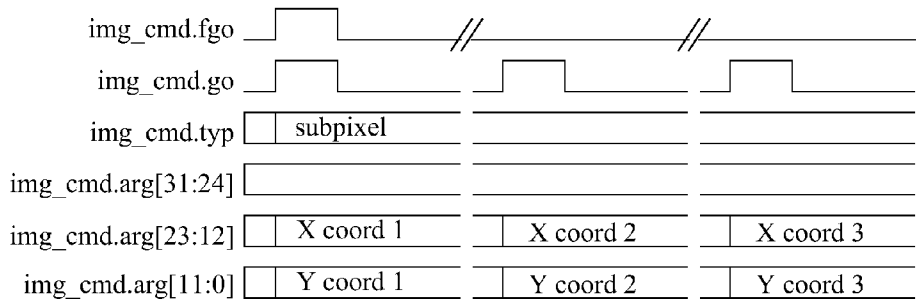 img_cmd.fgo
img_cmd.go
img_cmd.typ subpixel
img_cmd.arg[31:24]
img_cmd.arg[23:12] X coord 1 X coord 2 X coord 3
img_cmd.arg[11:0] Y coord 1 Y coord 2 Y coord 3